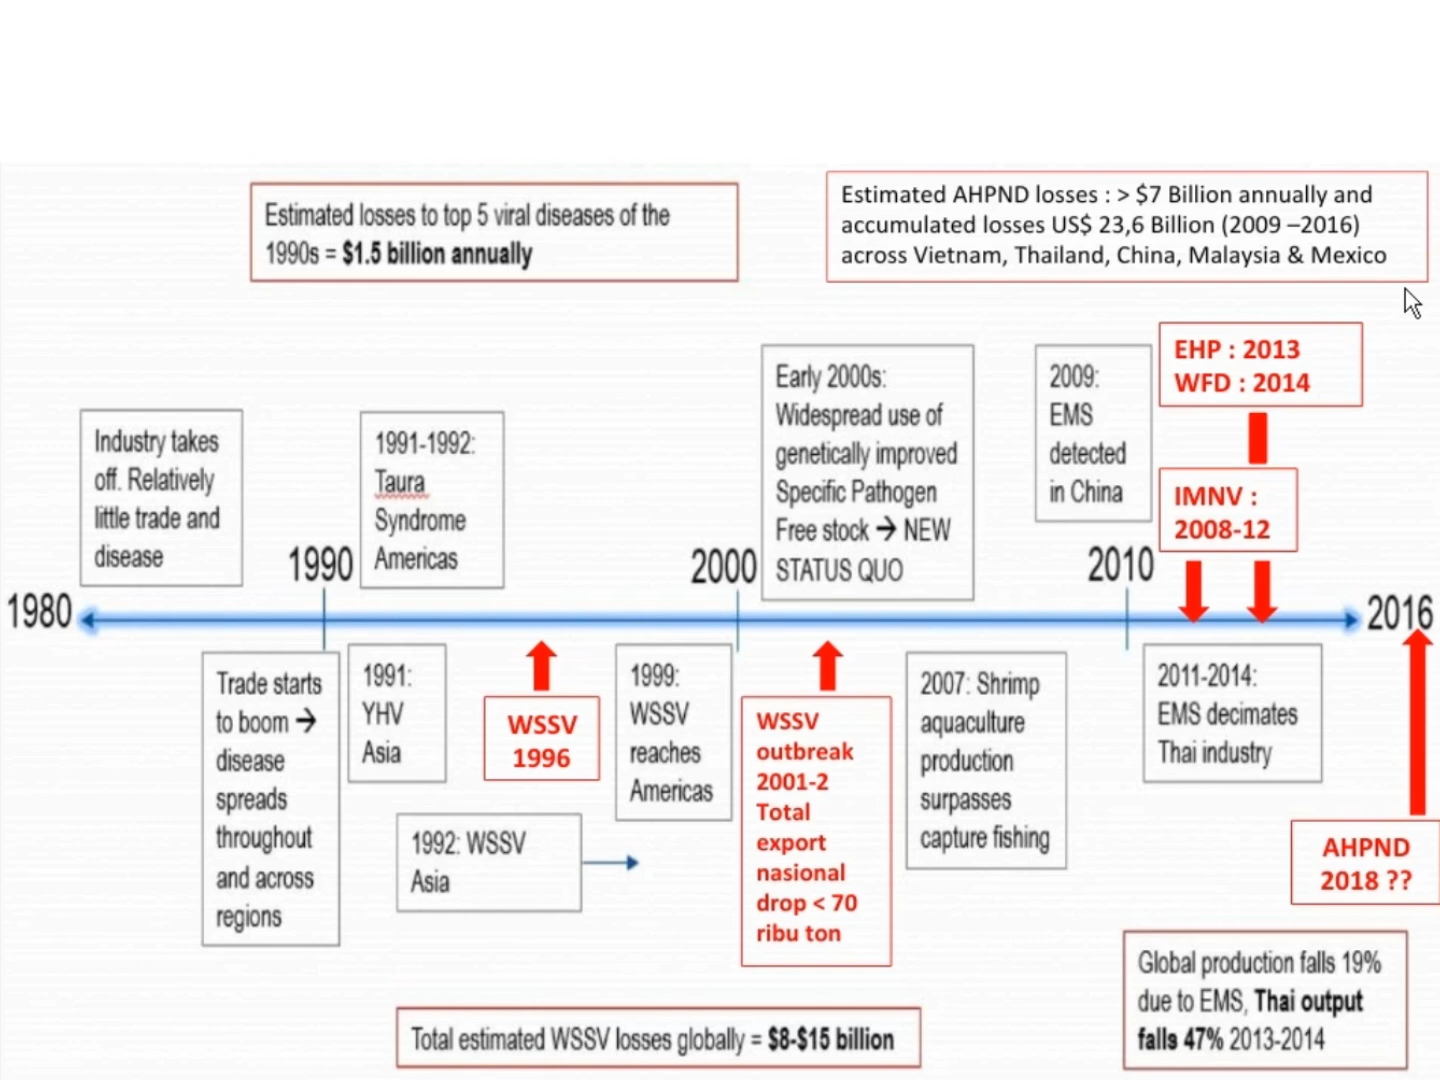 Estimated losses to top 5 viral diseases of the
1990s = $1.5 billion annually
Estimated AHPND losses : > $7 Billion annually and
accumulated losses US$ 23,6 Billion (2009 –2016)
across Vietnam, Thailand, China, Malaysia & Mexico
EHP : 2013
WFD : 2014
Early 2000s:
Widespread use of
genetically improved
Specific Pathogen
Free stock → NEW
STATUS QUO
2009:
EMS
detected
in China
Industry takes
off. Relatively
little trade and
disease
1991-1992:
Taura
Syndrome
Americas
IMNV :
2008-12
1980
1990
2000
2010
2016
Trade starts
to boom →
disease
spreads
throughout
and across
regions
1991:
YHV
Asia
WSSV
1996
1999:
WSSV
reaches
Americas
WSSV
outbreak
2001-2
Total
export
nasional
drop < 70
ribu ton
2007: Shrimp
aquaculture
production
surpasses
capture fishing
2011-2014:
EMS decimates
Thai industry
1992: WSSV
Asia
AHPND
2018 ??
Global production falls 19%
due to EMS, Thai output
falls 47% 2013-2014
Total estimated WSSV losses globally = $8-$15 billion